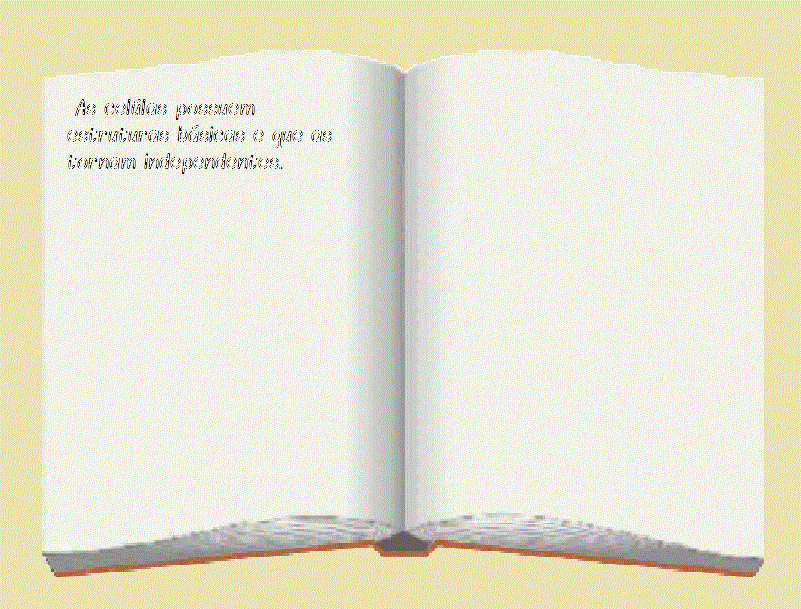 As células possuem
estruturas básicas e que as
tornam independentes.